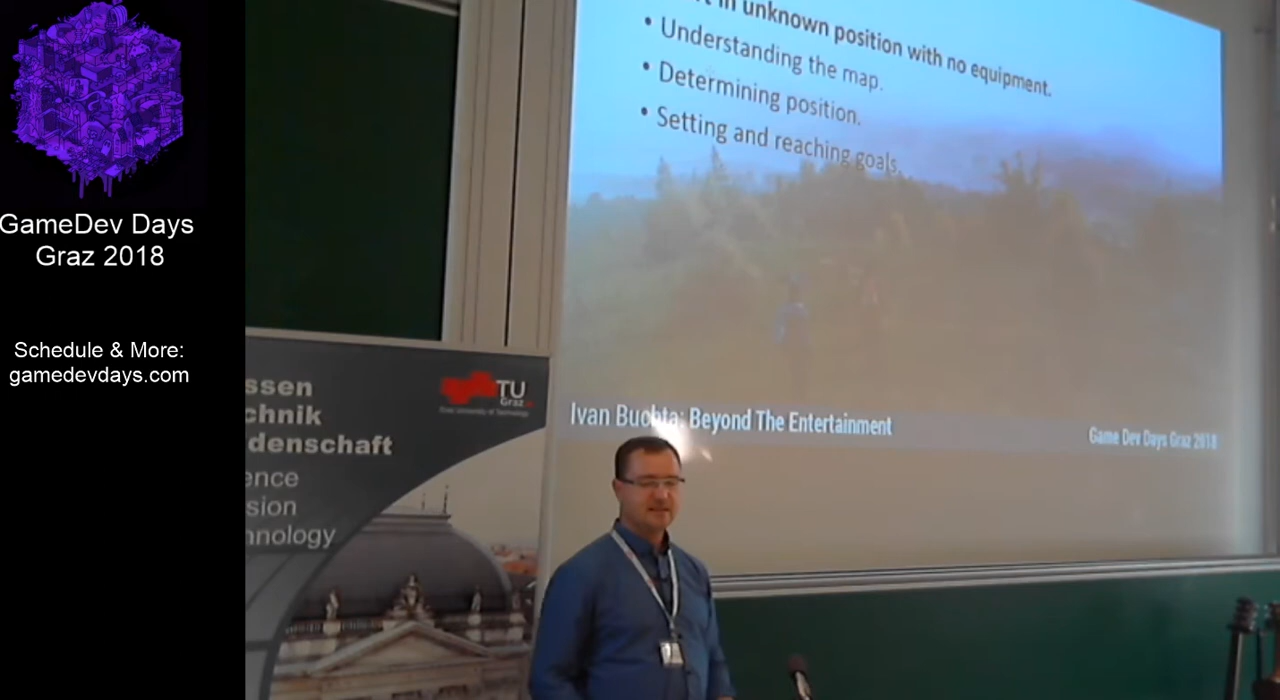 GameDev Days
Graz 2018
Schedule & More:
gamedevdays.com
in unknown position with no equipment.
• Understanding the map.
• Determining position.
• Setting and reaching goals.
Ivan Buchta: Beyond The Entertainment
Game Dev Days Graz 2018
ssen
chnik
denschaft
ence
sion
hnology
TU
Graz